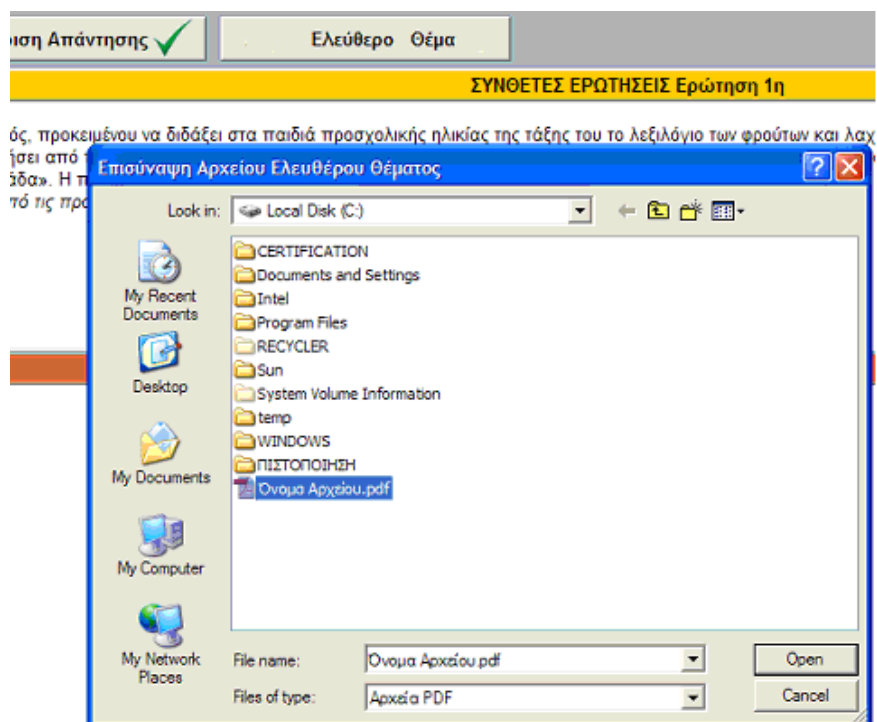 ιση Απάντησης
Ελεύθερο Θέμα
ΣΥΝΘΕΤΕΣ ΕΡΩΤΗΣΕΙΣ Ερώτηση 1η
ός, προκειμένου να διδάξει στα παιδιά προσχολικής ηλικίας της τάξης του το λεξιλόγιο των φρούτων και λαχ
ήσει από
άδα». Η π
πό τις προ
Επισύναψη Αρχείου Ελευθέρου Θέματος
Look in:
Local Disk (C:)
My Recent
Documents
Desktop
My Documents
My Computer
My Network
Places
CERTIFICATION
Documents and Settings
Intel
Program Files
RECYCLER
Sun
System Volume Information
temp
WINDOWS
ΠΙΣΤΟΠΟΙΗΣΗ
Όνομα Αρχείου.pdf
File name:
Όνομα Αρχείου.pdf
Open
Files of type:
Αρχεία PDF
Cancel